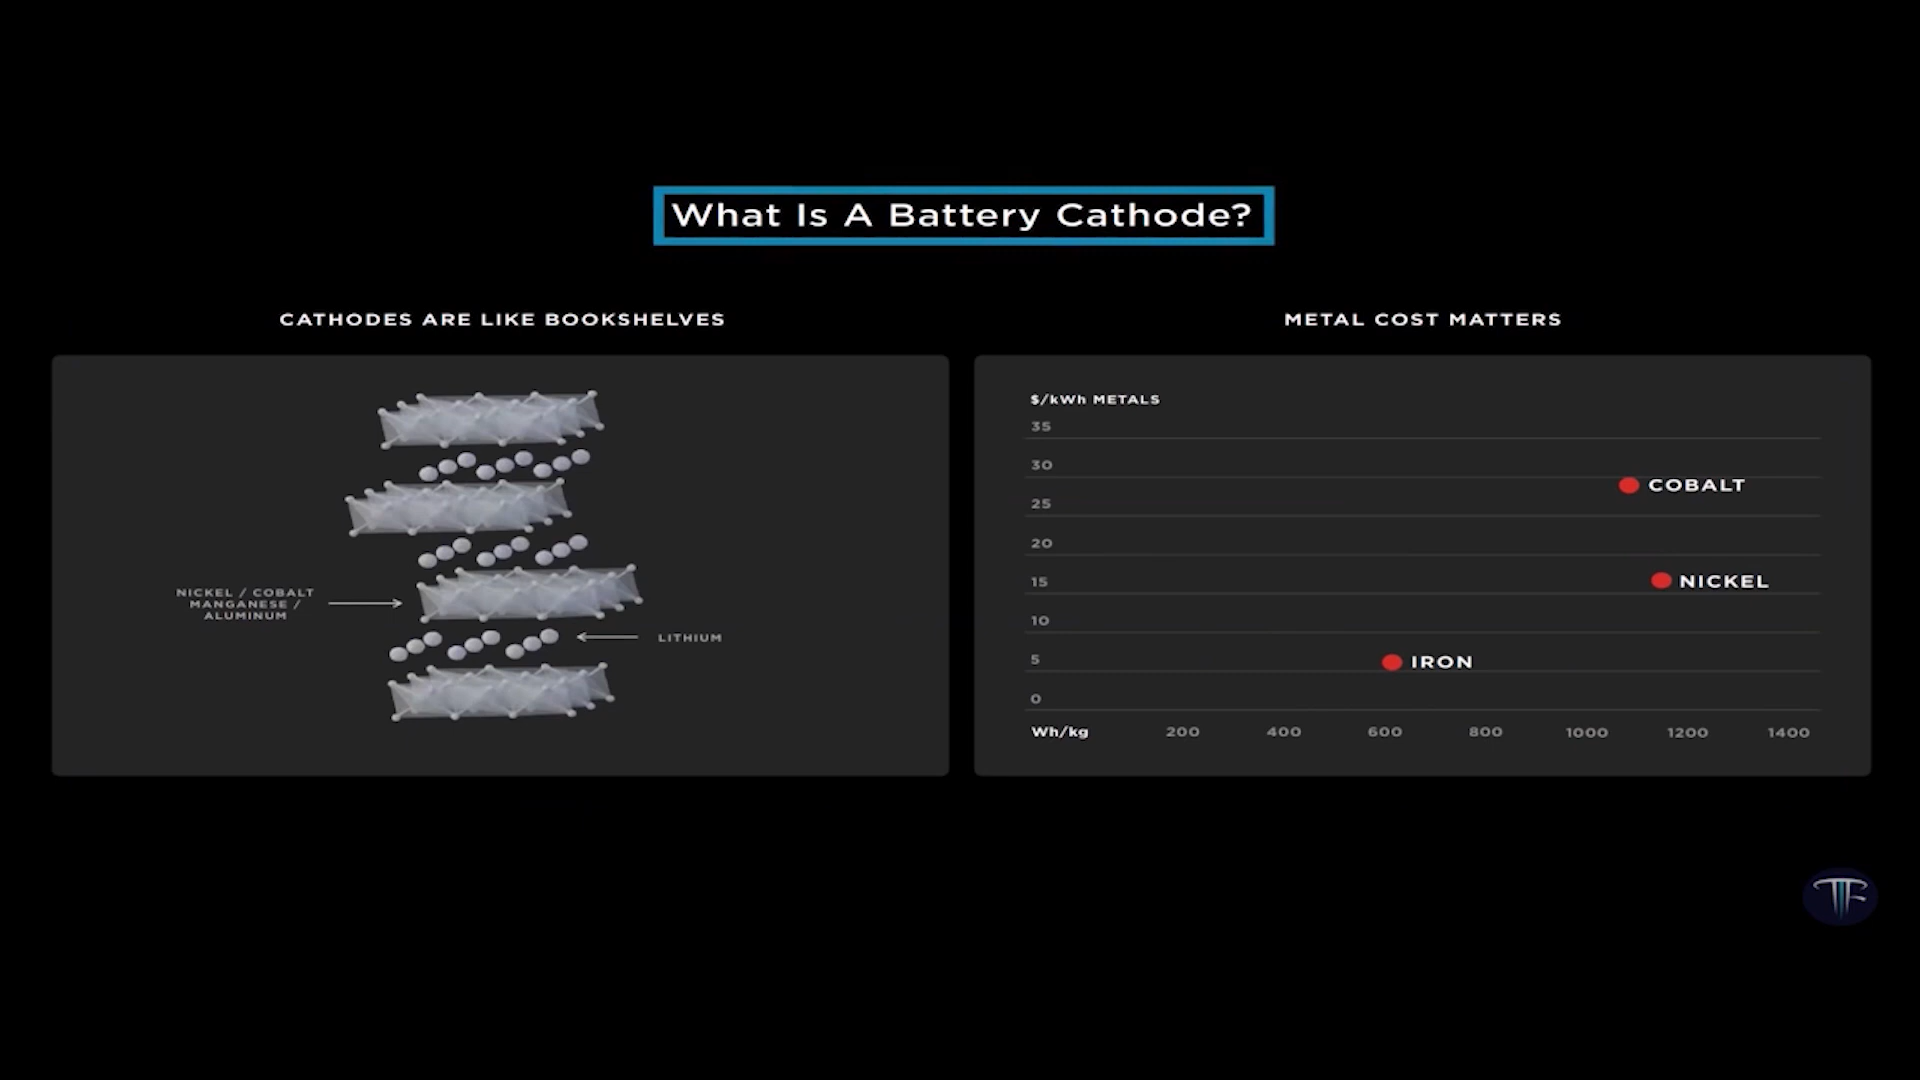 What Is A Battery Cathode?
CATHODES ARE LIKE BOOKSHELVES
NICKEL / COBALT
MANGANESE /
ALUMINUM
LITHIUM
METAL COST MATTERS
$/kWh METALS
35
30
COBALT
25
20
15
NICKEL
10
5
IRON
0
Wh/kg 200 400 600 800 1000 1200 1400